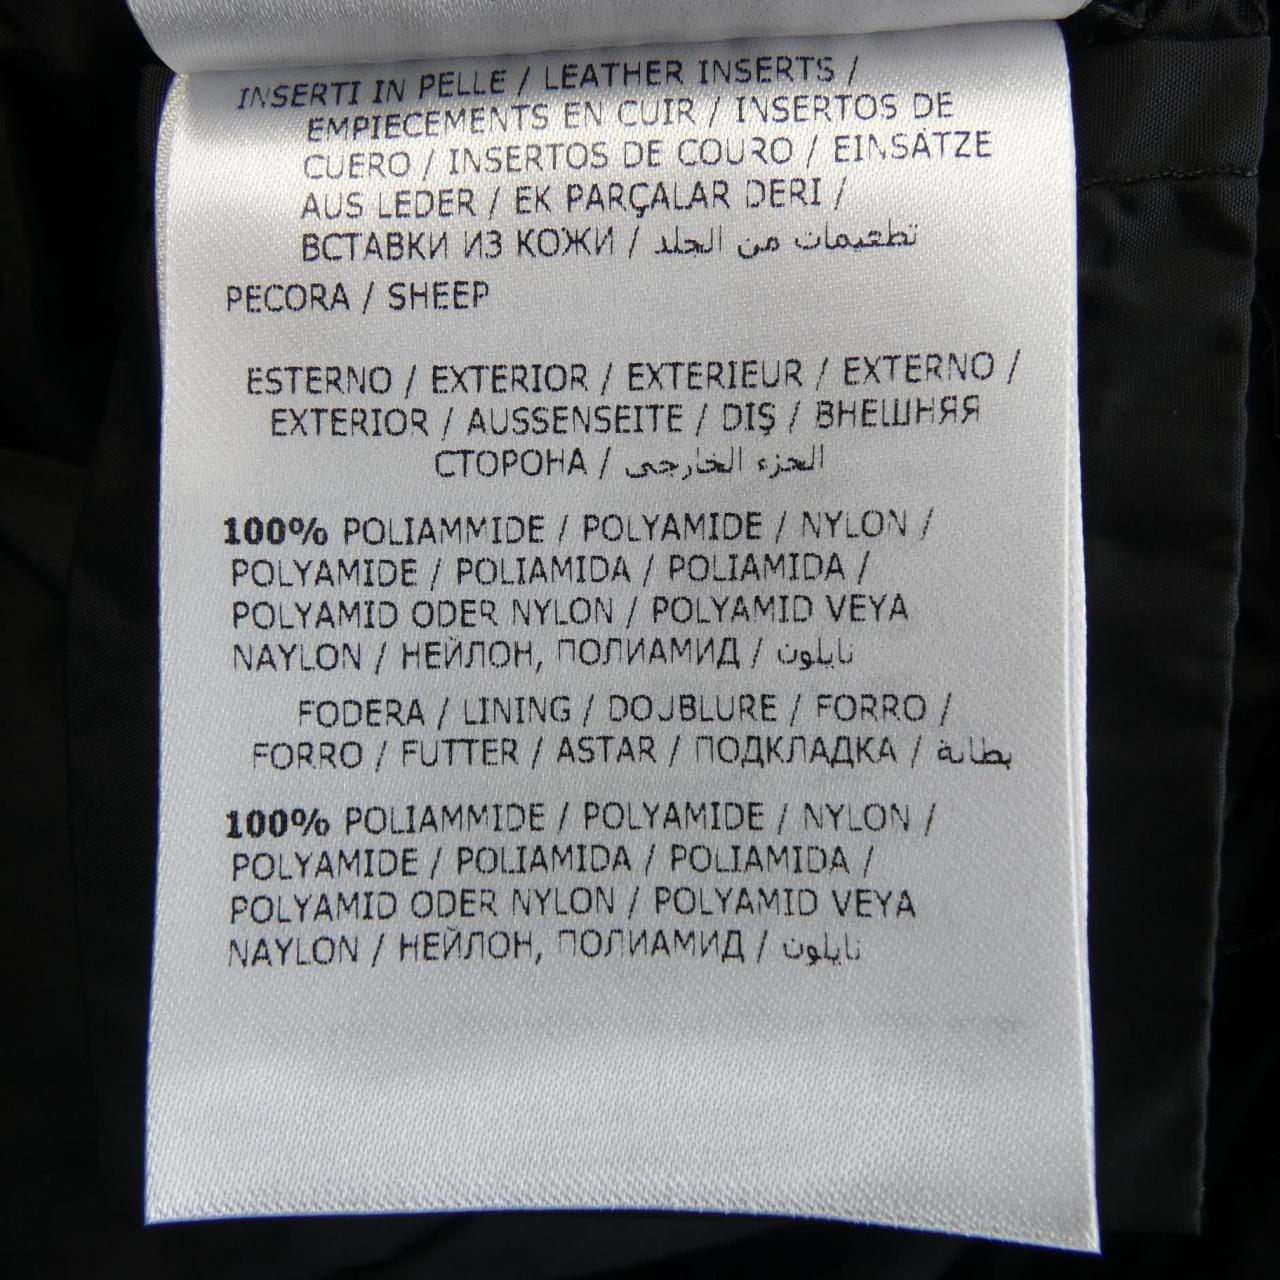 INSERTI IN PELLE / LEATHER INSERTS /
EMPIECEMENTS EN CUIR / INSERTOS DE
CUERO / INSERTOS DE COURO / EINSÄTZE
AUS LEDER / EK PARÇALAR DERI /
ВСТАВКИ ИЗ КОЖИ / تطعيمات من الجلد
PECORA / SHEEP
ESTERNO / EXTERIOR / EXTERIEUR / EXTERNO /
EXTERIOR / AUSSENSEITE / DIŞ / ВНЕШНЯЯ
СТОРОНА / الجزء الخارجي
100% POLIAMMIDE / POLYAMIDE / NYLON /
POLYAMIDE / POLIAMIDA / POLIAMIDA /
POLYAMID ODER NYLON / POLYAMID VEYA
NAYLON / НЕЙЛОН, ПОЛИАМИД / نايلون
FODERA / LINING / DOUBLURE / FORRO /
FORRO / FUTTER / ASTAR / ПОДКЛАДКА / بطانة
100% POLIAMMIDE / POLYAMIDE / NYLON /
POLYAMIDE / POLIAMIDA / POLIAMIDA /
POLYAMID ODER NYLON / POLYAMID VEYA
NAYLON / НЕЙЛОН, ПОЛИАМИД / نايلون